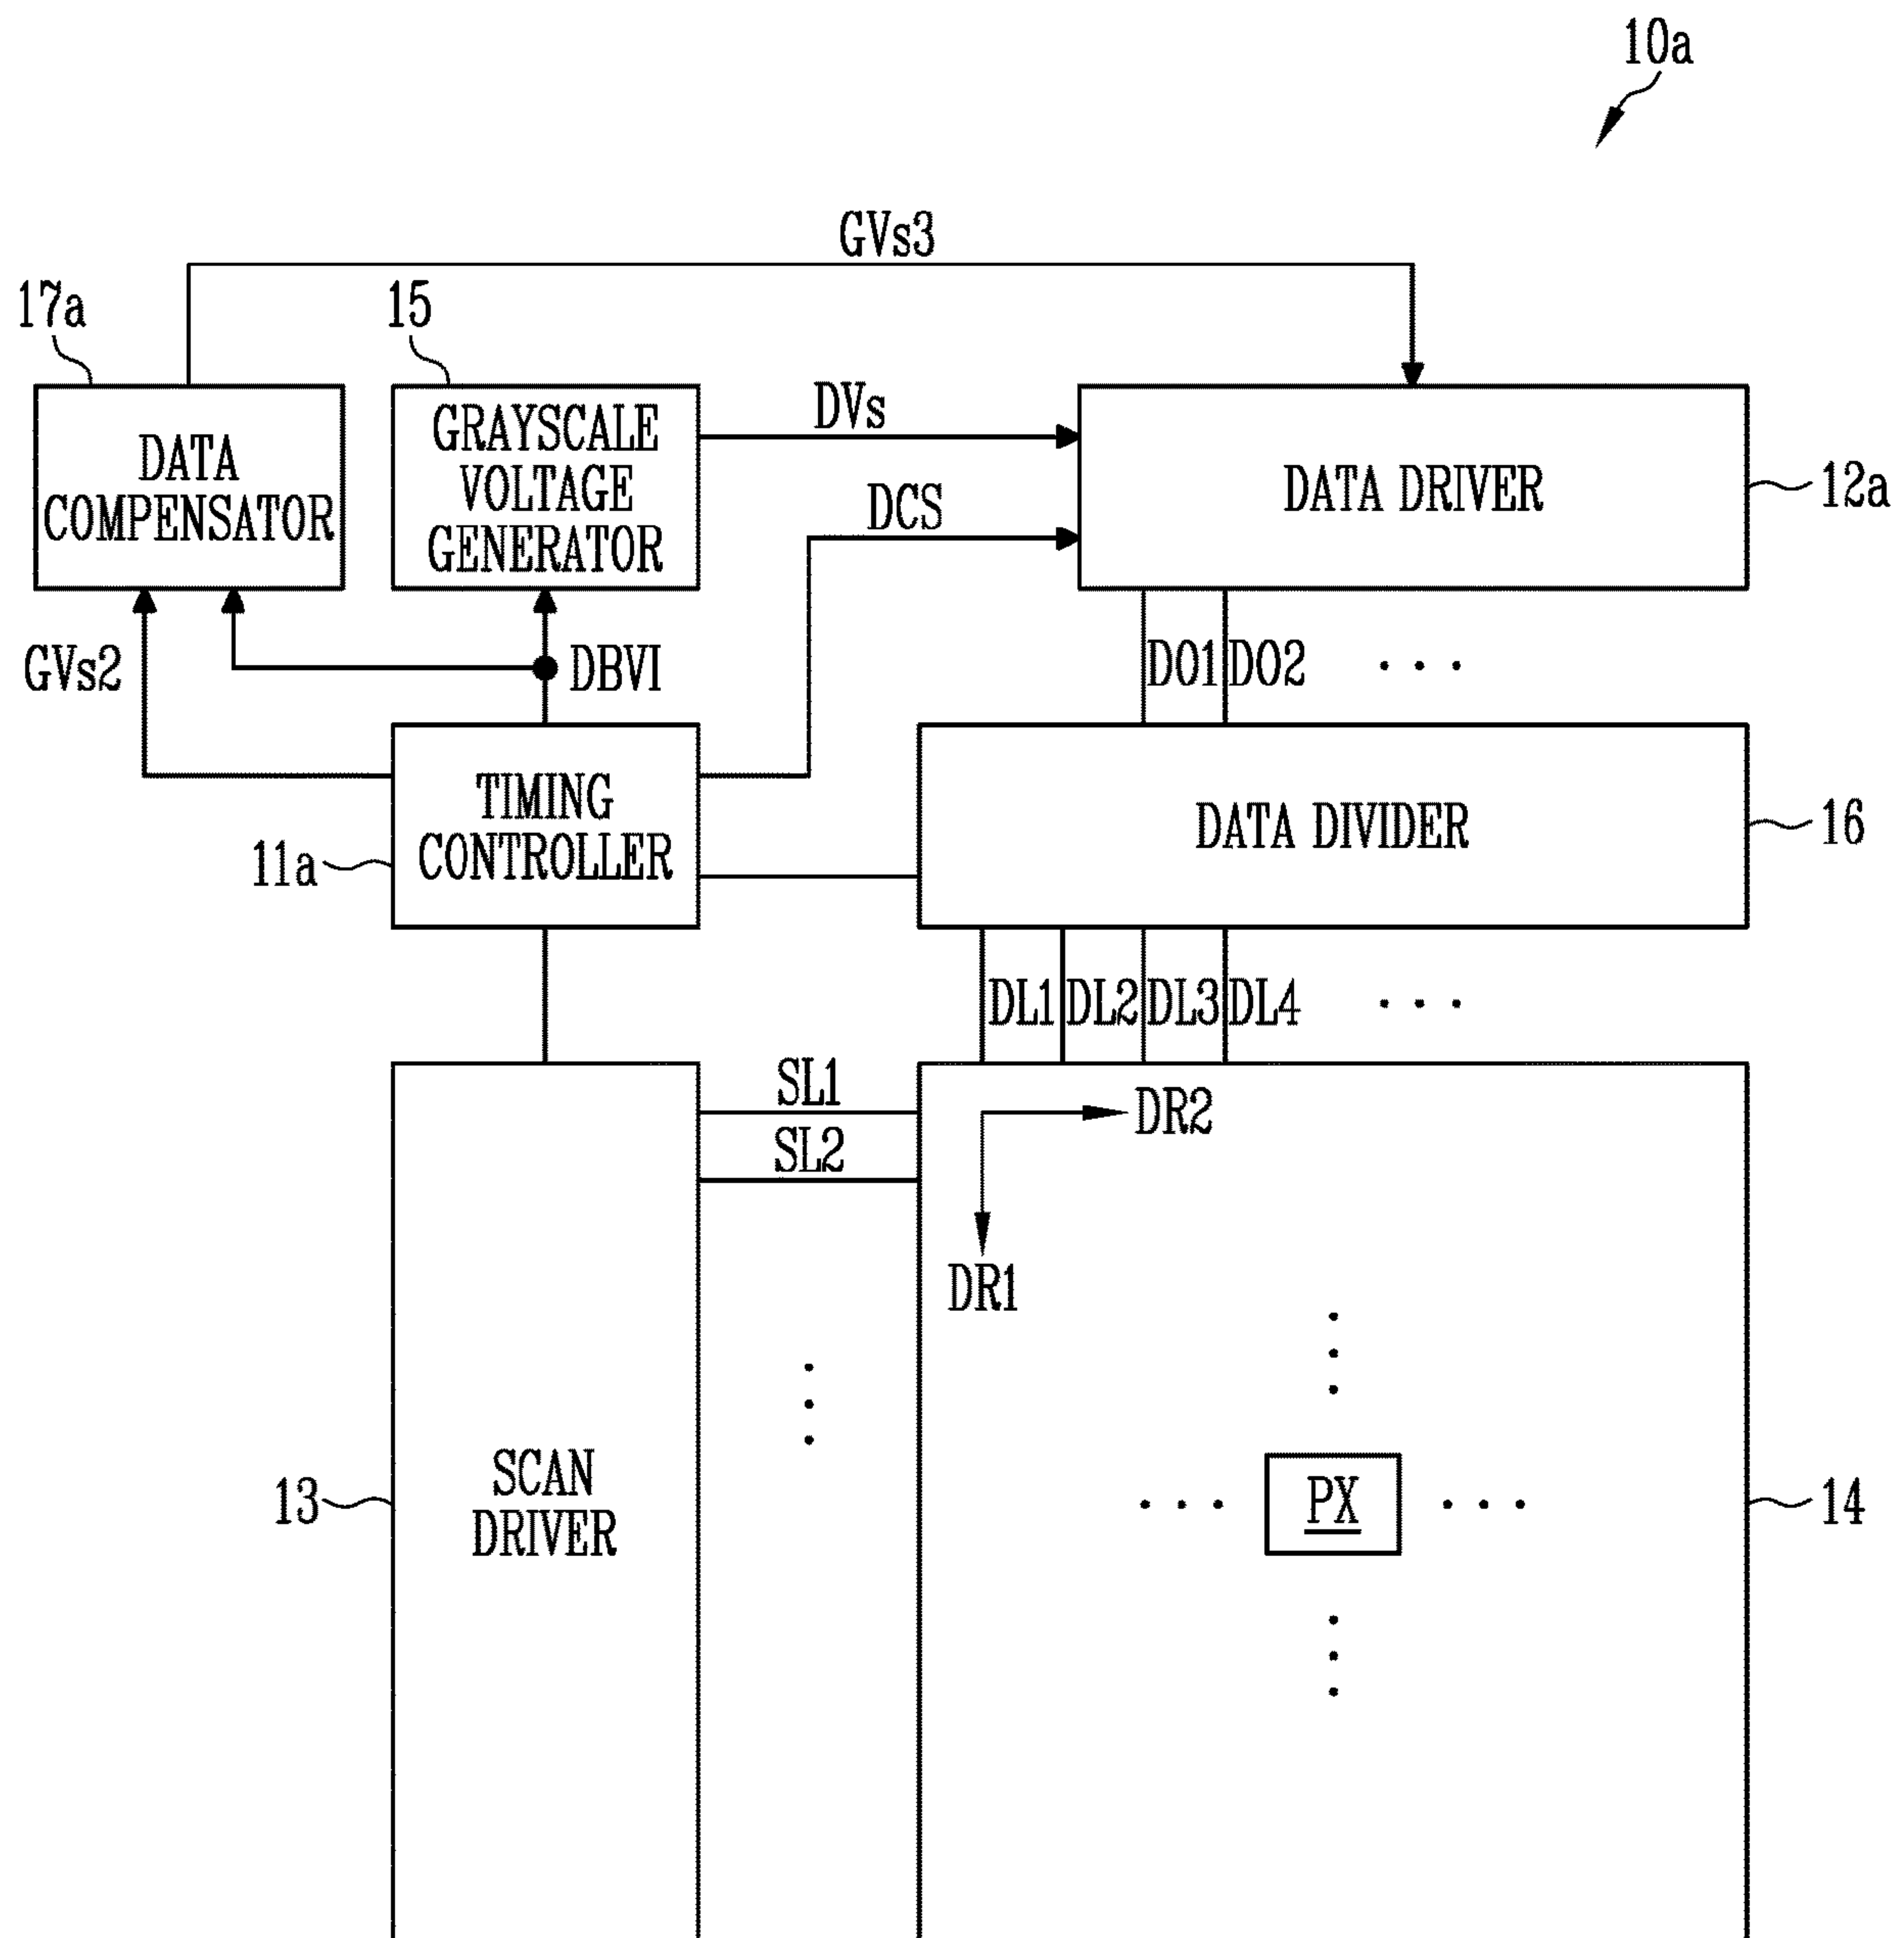 10a
GVs3
17a
15
DATA
COMPENSATOR
GRAYSCALE
VOLTAGE
GENERATOR
DVs
DCS
DATA DRIVER
12a
GVs2
DBVI
DO1
DO2
. . .
TIMING
CONTROLLER
11a
DATA DIVIDER
16
DL1
DL2
DL3
DL4
. . .
SL1
SL2
DR2
DR1
SCAN
DRIVER
13
. . .
PX
. . .
14